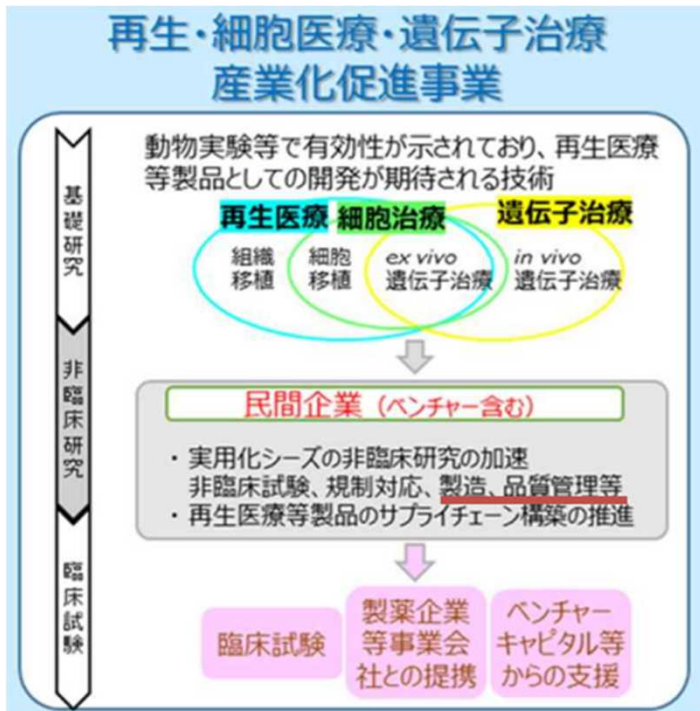 再生・細胞医療・遺伝子治療
産業化促進事業
基礎研究
動物実験等で有効性が示されており、再生医療
等製品としての開発が期待される技術
再生医療 細胞治療 遺伝子治療
組織
移植
細胞
移植
ex vivo
遺伝子治療
in vivo
遺伝子治療
非臨床研究
民間企業（ベンチャー含む）
・実用化シーズの非臨床研究の加速
非臨床試験、規制対応、製造、品質管理等
・再生医療等製品のサプライチェーン構築の推進
臨床試験
臨床試験
製薬企業
等事業会
社との提携
ベンチャー
キャピタル等
からの支援